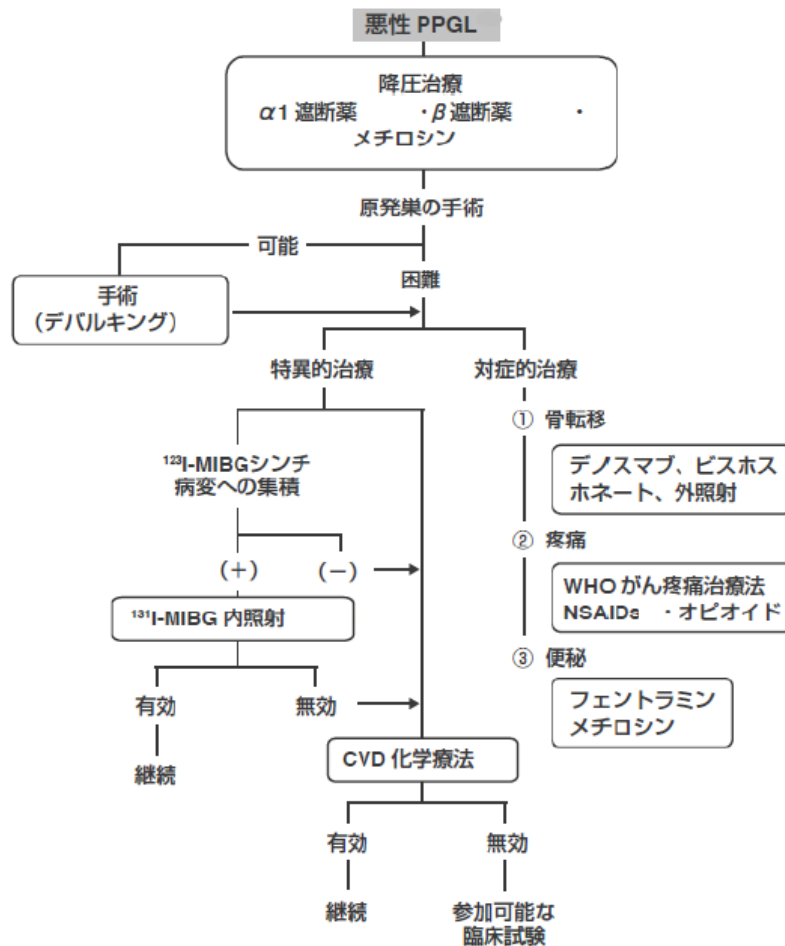 悪性 PPGL
降圧治療
α1 遮断薬 ・β 遮断薬 ・
メチロシン
原発巣の手術
可能
困難
手術
（デバルキング）
特異的治療
対症的治療
¹²³I-MIBGシンチ
病変への集積
（＋）
（－）
¹³¹I-MIBG 内照射
有効
無効
継続
CVD 化学療法
有効
無効
継続
参加可能な
臨床試験
① 骨転移
デノスマブ、ビスホス
ホネート、外照射
② 疼痛
WHO がん疼痛治療法
NSAIDs ・オピオイド
③ 便秘
フェントラミン
メチロシン